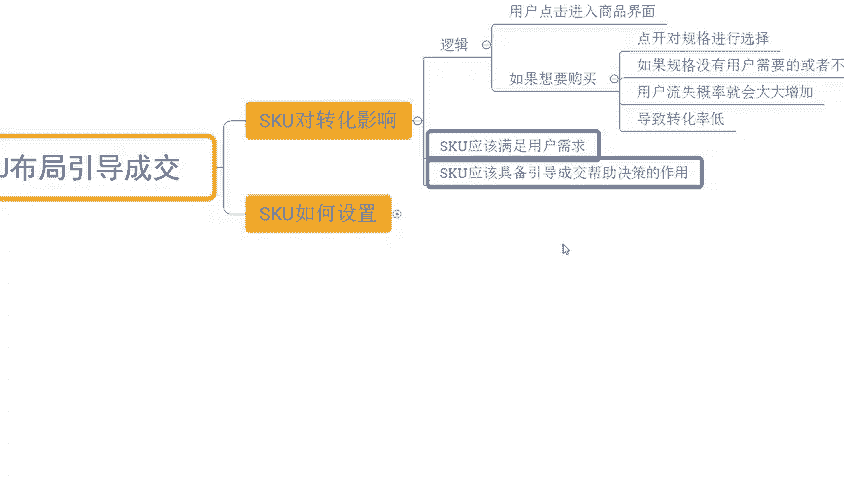 U布局引导成交
SKU对转化影响
逻辑
用户点击进入商品界面
如果想要购买
点开对规格进行选择
如果规格没有用户需要的或者不
用户流失概率就会大大增加
导致转化率低
SKU应该满足用户需求
SKU应该具备引导成交帮助决策的作用
SKU如何设置